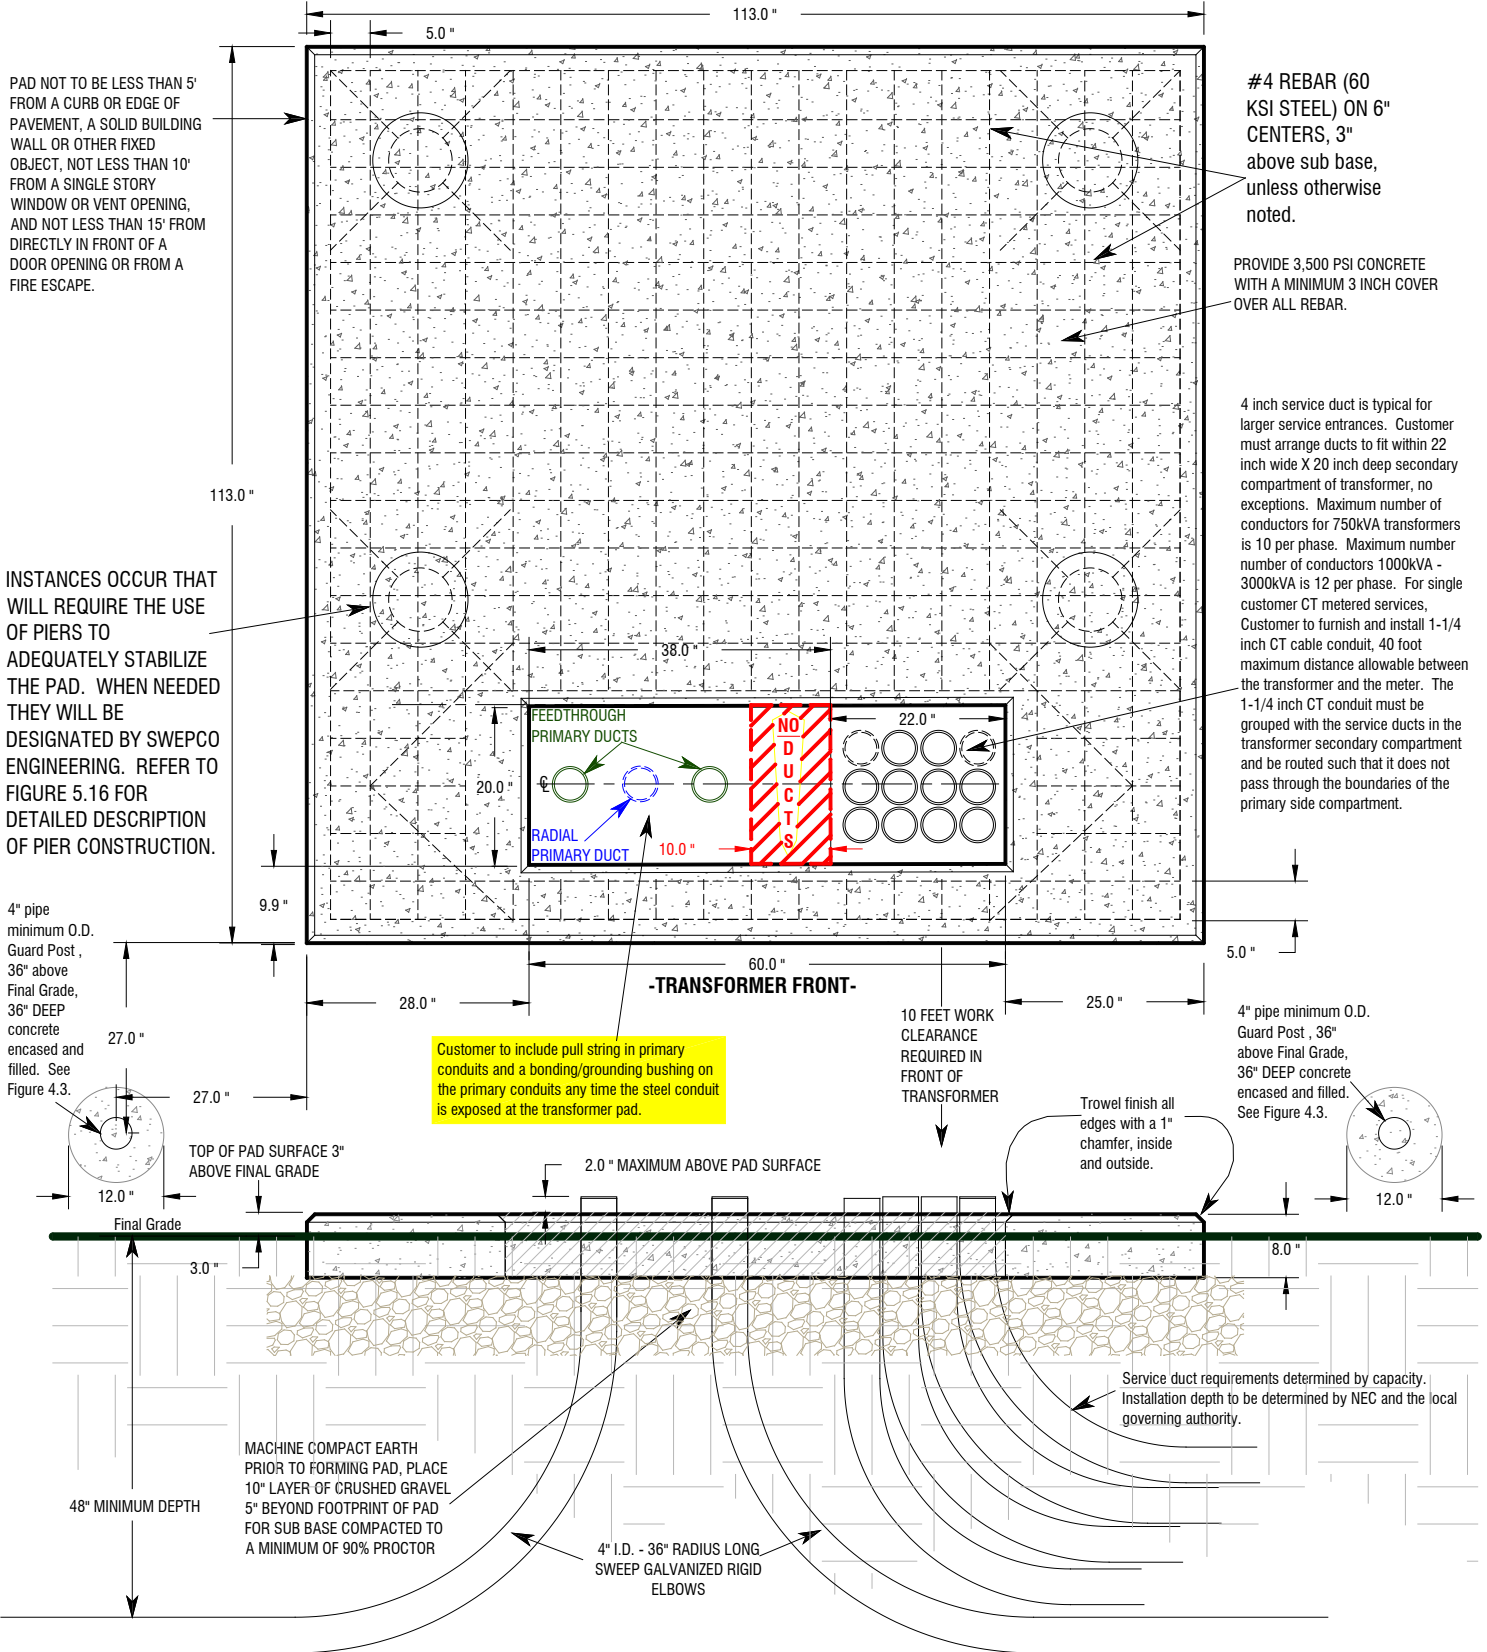 113.0 "
5.0 "
PAD NOT TO BE LESS THAN 5'
FROM A CURB OR EDGE OF
PAVEMENT, A SOLID BUILDING
WALL OR OTHER FIXED
OBJECT, NOT LESS THAN 10'
FROM A SINGLE STORY
WINDOW OR VENT OPENING,
AND NOT LESS THAN 15' FROM
DIRECTLY IN FRONT OF A
DOOR OPENING OR FROM A
FIRE ESCAPE.
#4 REBAR (60
KSI STEEL) ON 6"
CENTERS, 3"
above sub base,
unless otherwise
noted.
PROVIDE 3,500 PSI CONCRETE
WITH A MINIMUM 3 INCH COVER
OVER ALL REBAR.
4 inch service duct is typical for
larger service entrances.  Customer
must arrange ducts to fit within 22
inch wide X 20 inch deep secondary
compartment of transformer, no
exceptions.  Maximum number of
conductors for 750kVA transformers
is 10 per phase.  Maximum number
number of conductors 1000kVA -
3000kVA is 12 per phase.  For single
customer CT metered services,
Customer to furnish and install 1-1/4
inch CT cable conduit, 40 foot
maximum distance allowable between
the transformer and the meter.  The
1-1/4 inch CT conduit must be
grouped with the service ducts in the
transformer secondary compartment
and be routed such that it does not
pass through the boundaries of the
primary side compartment.
113.0 "
INSTANCES OCCUR THAT
WILL REQUIRE THE USE
OF PIERS TO
ADEQUATELY STABILIZE
THE PAD.  WHEN NEEDED
THEY WILL BE
DESIGNATED BY SWEPCO
ENGINEERING.  REFER TO
FIGURE 5.16 FOR
DETAILED DESCRIPTION
OF PIER CONSTRUCTION.
38.0 "
FEEDTHROUGH
PRIMARY DUCTS
NO
D
U
C
T
S
22.0 "
20.0 "
CL
RADIAL
PRIMARY DUCT
10.0 "
9.9 "
5.0 "
60.0 "
-TRANSFORMER FRONT-
28.0 "
25.0 "
4" pipe
minimum O.D.
Guard Post ,
36" above
Final Grade,
36" DEEP
concrete
encased and
filled.  See
Figure 4.3.
27.0 "
27.0 "
12.0 "
Customer to include pull string in primary
conduits and a bonding/grounding bushing on
the primary conduits any time the steel conduit
is exposed at the transformer pad.
10 FEET WORK
CLEARANCE
REQUIRED IN
FRONT OF
TRANSFORMER
4" pipe minimum O.D.
Guard Post , 36"
above Final Grade,
36" DEEP concrete
encased and filled.
See Figure 4.3.
12.0 "
Trowel finish all
edges with a 1"
chamfer, inside
and outside.
TOP OF PAD SURFACE 3"
ABOVE FINAL GRADE
2.0 " MAXIMUM ABOVE PAD SURFACE
Final Grade
3.0 "
8.0 "
Service duct requirements determined by capacity.
Installation depth to be determined by NEC and the local
governing authority.
MACHINE COMPACT EARTH
PRIOR TO FORMING PAD, PLACE
10" LAYER OF CRUSHED GRAVEL
5" BEYOND FOOTPRINT OF PAD
FOR SUB BASE COMPACTED TO
A MINIMUM OF 90% PROCTOR
48" MINIMUM DEPTH
4" I.D. - 36" RADIUS LONG
SWEEP GALVANIZED RIGID
ELBOWS